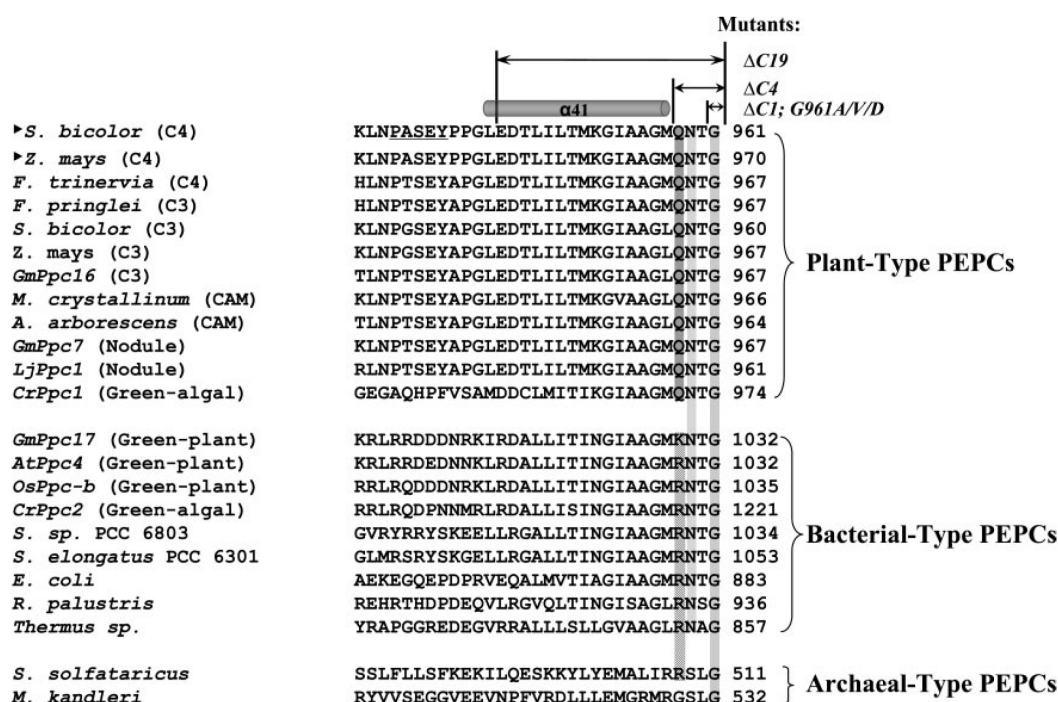 Mutants:
ΔC19
ΔC4
α41
ΔC1; G961A/V/D
▸S. bicolor (C4) KLNPASEYPPGLEDTLILTMKGIAAGMQNTG 961
▸Z. mays (C4) KLNPASEYPPGLEDTLILTMKGIAAGMQNTG 970
F. trinervia (C4) HLNPTSEYAPGLEDTLILTMKGIAAGMQNTG 967
F. pringlei (C3) HLNPTSEYAPGLEDTLILTMKGIAAGMQNTG 967
S. bicolor (C3) KLNPGSEYAPGLEDTLILTMKGIAAGLQNTG 960
Z. mays (C3) KLNPGSEYAPGLEDTLILTMKGIAAGLQNTG 967
GmPpc16 (C3) TLNPTSEYAPGLEDTLILTMKGIAAGLQNTG 967
M. crystallinum (CAM) KLNPTSEYAPGLEDTLILTMKGVAAGLQNTG 966
A. arborescens (CAM) TLNPTSEYAPGLEDTLILTMKGIAAGLQNTG 964
GmPpc7 (Nodule) KLNPTSEYAPGLEDTLILTMKGIAAGMQNTG 967
LjPpc1 (Nodule) RLNPTSEYAPGLEDTLILTMKGIAAGMQNTG 961
CrPpc1 (Green-algal) GEGAQHPFVSAMDDCLMITIKGIAAGMQNTG 974
Plant-Type PEPCs
GmPpc17 (Green-plant) KRLRRDDDNRKIRDALLITINGIAAGMKNTG 1032
AtPpc4 (Green-plant) KRLRRDEDNNKLRDALLITINGIAAGMRNTG 1032
OsPpc-b (Green-plant) RRLRQDDDNRKLRDALLITINGIAAGMRNTG 1035
CrPpc2 (Green-algal) RRLRQDPNNMRLRDALLISINGIAAGMRNTG 1221
S. sp. PCC 6803 GVRYRRYSKEELLRGALLTINGIAAGMRNTG 1034
S. elongatus PCC 6301 GLMRSRYSKGELLRGALLTINGIAAGMRNTG 1053
E. coli AEKEGQEPDPRVEQALMVTIAGIAAGMRNTG 883
R. palustris REHRTHDPDEQVLRGVQLTINGISAGLRNSG 936
Thermus sp. YRAPGGREDEGVRRALLLSLLGVAAGLRNAG 857
Bacterial-Type PEPCs
S. solfataricus SSLFLLSFKEKILQESKKYLYEMALIRRSLG 511
M. kandleri RYVVSEGGVEEVNPFVRDLLLEMGRMRGSLG 532
Archaeal-Type PEPCs